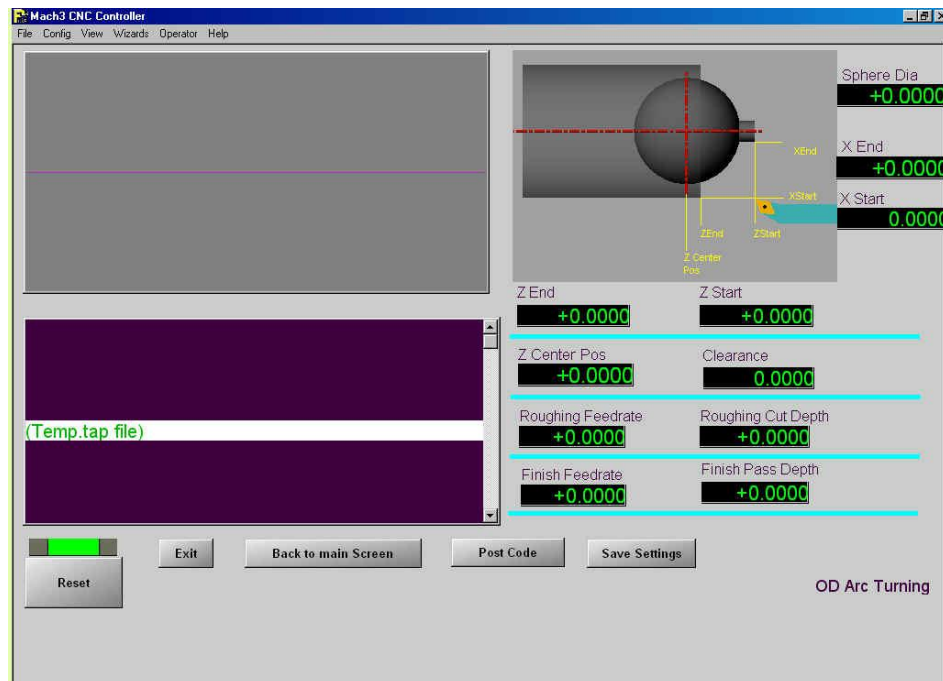 Mach3 CNC Controller
File Config View Wizards Operator Help
Sphere Dia
+0.0000
XEnd
X End
+0.0000
XStart
X Start
0.0000
ZEnd
ZStart
Z Center
Pos
Z End Z Start
+0.0000 +0.0000
Z Center Pos Clearance
+0.0000 0.0000
Roughing Feedrate Roughing Cut Depth
+0.0000 +0.0000
Finish Feedrate Finish Pass Depth
+0.0000 +0.0000
(Temp.tap file)
Exit Back to main Screen Post Code Save Settings
Reset
OD Arc Turning